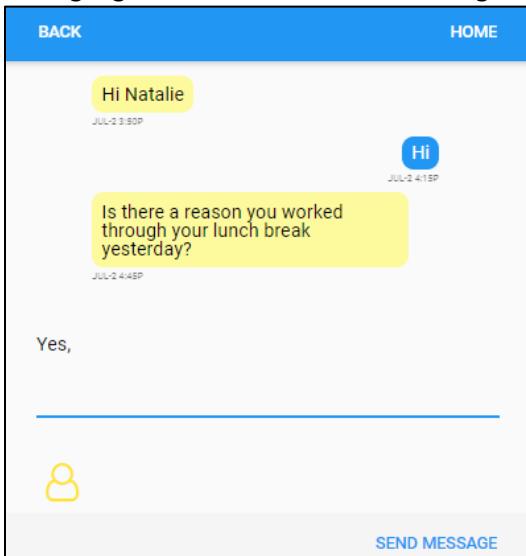 BACK HOME
Hi Natalie
JUL-2 3:50P
Hi
JUL-2 4:15P
Is there a reason you worked
through your lunch break
yesterday?
JUL-2 4:45P
Yes,
SEND MESSAGE